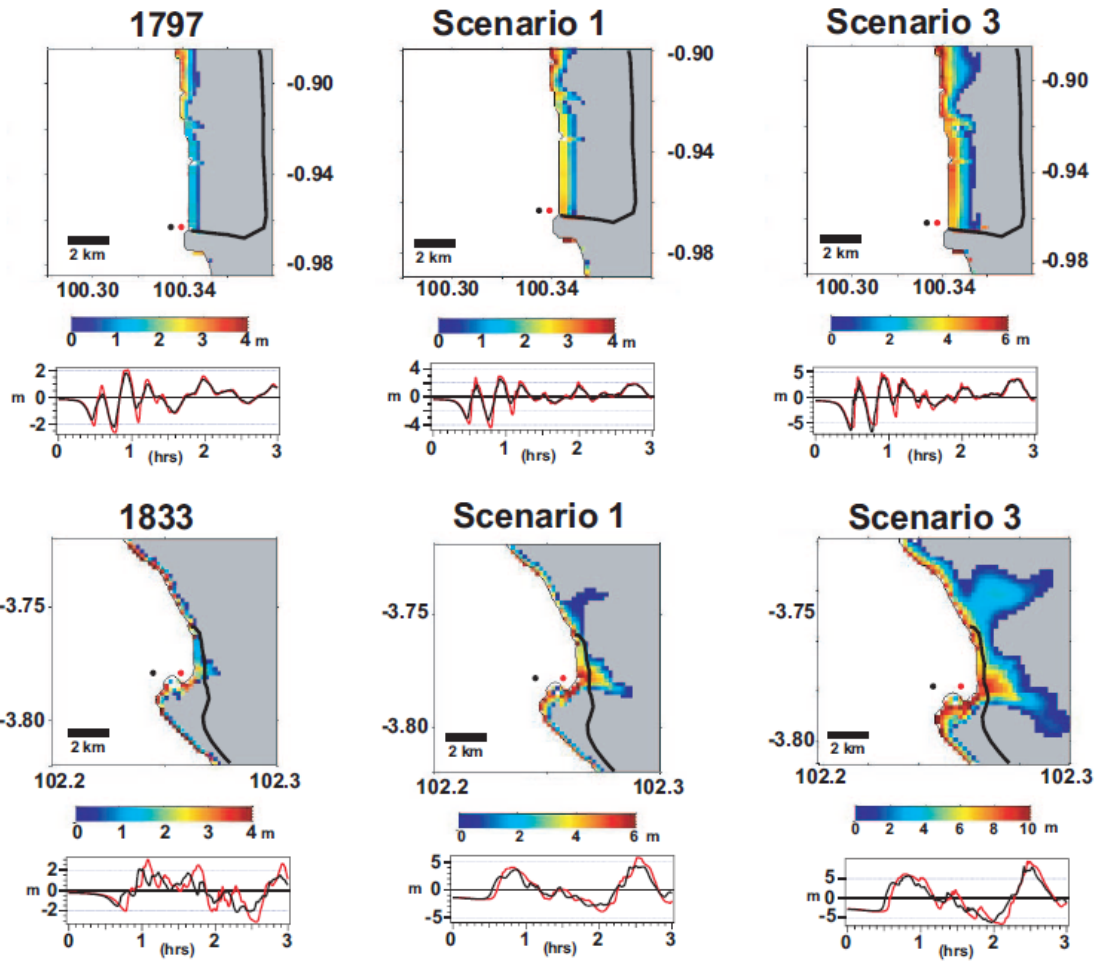 1797 Scenario 1 Scenario 3
-0.90 -0.90 -0.90
-0.94 -0.94 -0.94
2 km 2 km 2 km
-0.98 -0.98 -0.98
100.30 100.34 100.30 100.34 100.30 100.34
0 1 2 3 4 m 0 1 2 3 4 m 0 2 4 6 m
2 4 5
2
m 0 m 0 m 0
-2
-2 -4 -5
0 1 2 3 0 1 2 3 0 1 2 3
(hrs) (hrs) (hrs)
1833 Scenario 1 Scenario 3
-3.75 -3.75 -3.75
-3.80 -3.80 -3.80
2 km 2 km 2 km
102.2 102.3 102.2 102.3 102.2 102.3
0 1 2 3 4 m 0 2 4 6 m 0 2 4 6 8 10 m
2 5 5
m 0 m 0 m 0
-2 -5 -5
0 1 2 3 0 1 2 3 0 1 2 3
(hrs) (hrs) (hrs)